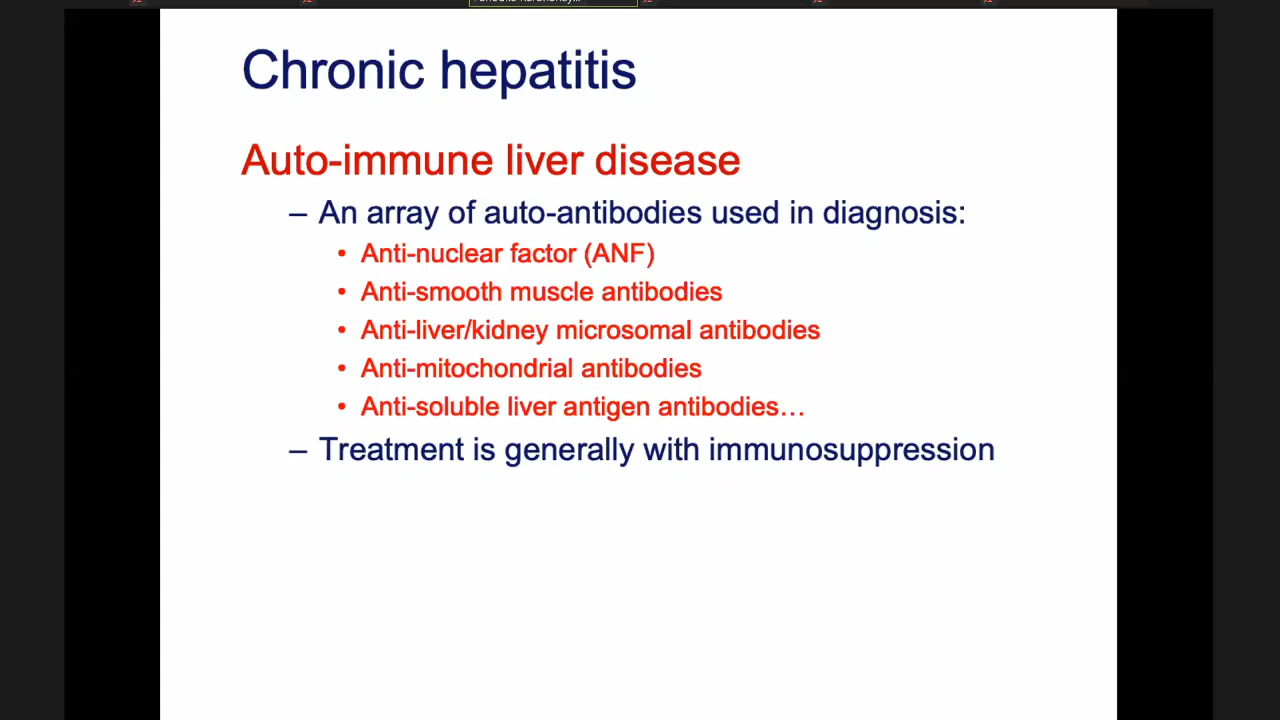 Chronic hepatitis
Auto-immune liver disease
– An array of auto-antibodies used in diagnosis:
• Anti-nuclear factor (ANF)
• Anti-smooth muscle antibodies
• Anti-liver/kidney microsomal antibodies
• Anti-mitochondrial antibodies
• Anti-soluble liver antigen antibodies…
– Treatment is generally with immunosuppression